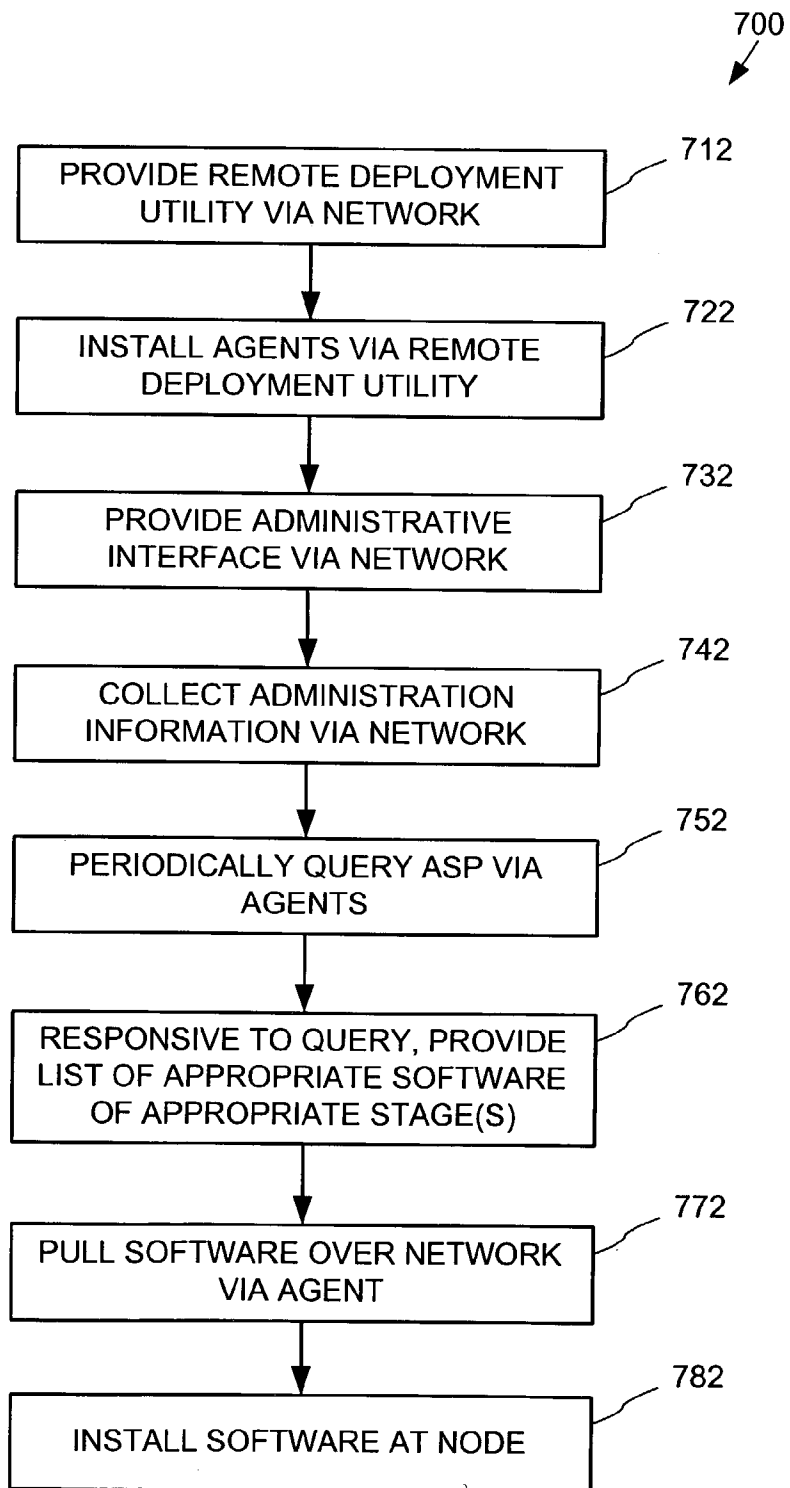 700
712
PROVIDE REMOTE DEPLOYMENT
UTILITY VIA NETWORK
722
INSTALL AGENTS VIA REMOTE
DEPLOYMENT UTILITY
732
PROVIDE ADMINISTRATIVE
INTERFACE VIA NETWORK
742
COLLECT ADMINISTRATION
INFORMATION VIA NETWORK
752
PERIODICALLY QUERY ASP VIA
AGENTS
762
RESPONSIVE TO QUERY, PROVIDE
LIST OF APPROPRIATE SOFTWARE
OF APPROPRIATE STAGE(S)
772
PULL SOFTWARE OVER NETWORK
VIA AGENT
782
INSTALL SOFTWARE AT NODE